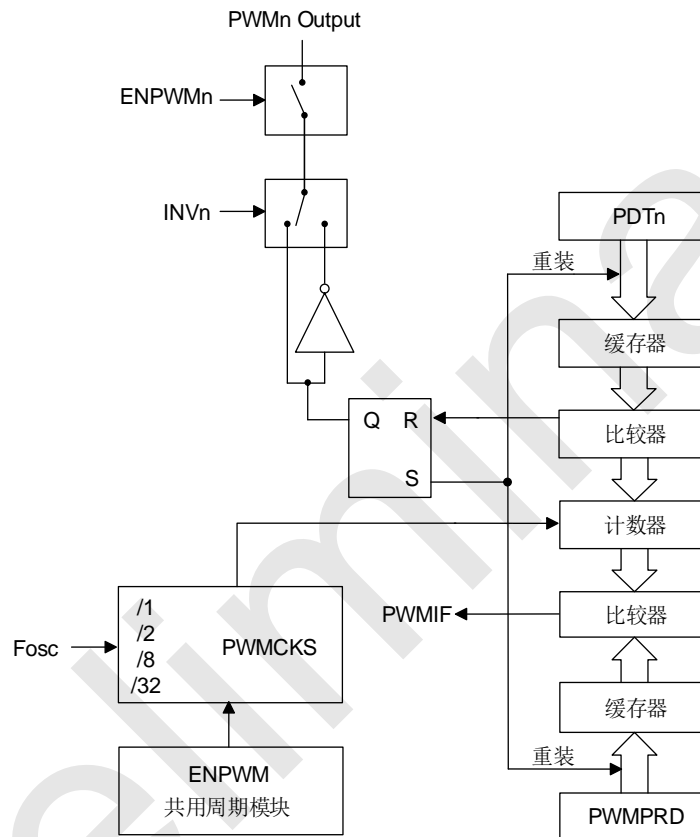 PWMn Output
ENPWMn
INVn
PDTn
重装
缓存器
Q R
比较器
S
计数器
/1
/2
/8
/32
PWMCKS
Fosc
PWMIF
比较器
缓存器
ENPWM
共用周期模块
重装
PWMPRD
elimina